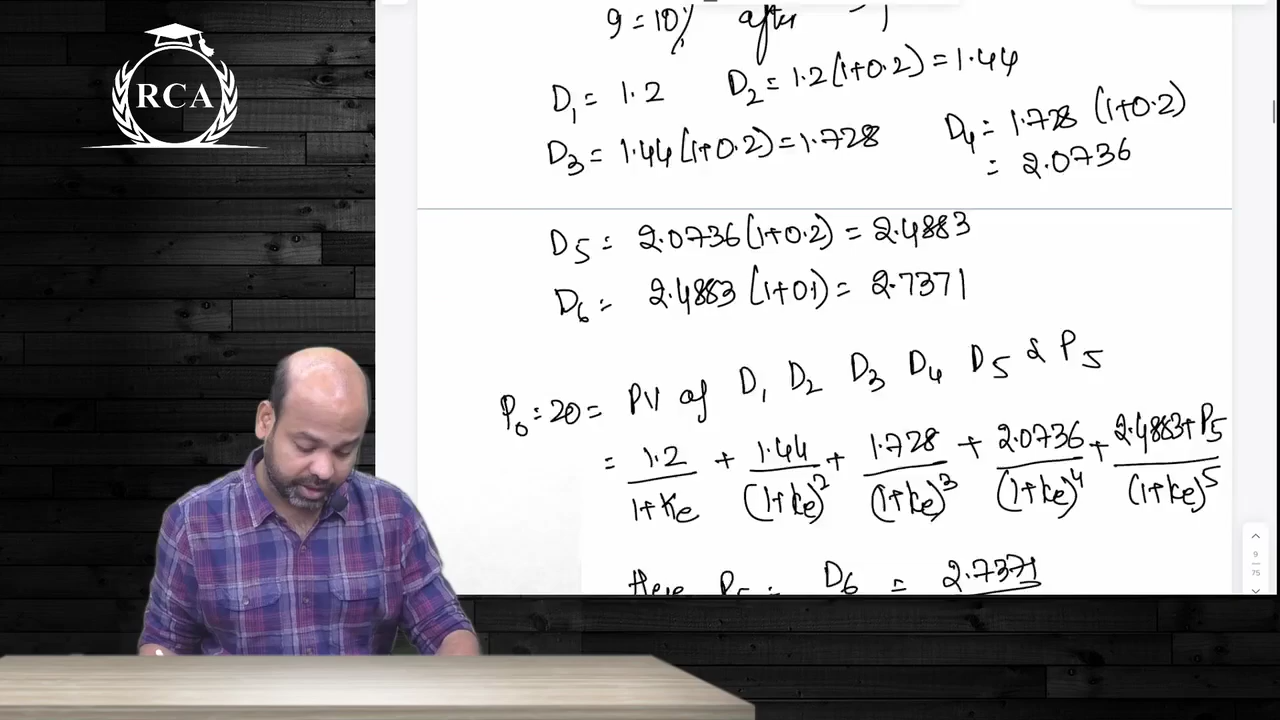 RCA
g = 10% after
D1 = 1.2 D2 = 1.2(1+0.2) = 1.44
D3 = 1.44(1+0.2) = 1.728
D4 = 1.728 (1+0.2)
= 2.0736
D5 = 2.0736(1+0.2) = 2.4883
D6 = 2.4883 (1+0.1) = 2.7371
P0 = 20 = PV of D1 D2 D3 D4 D5 & P5
= 1.2/(1+Ke) + 1.44/(1+Ke)^2 + 1.728/(1+Ke)^3 + 2.0736/(1+Ke)^4 + (2.4883+P5)/(1+Ke)^5
Here P5 = D6 = 2.7371
9
75